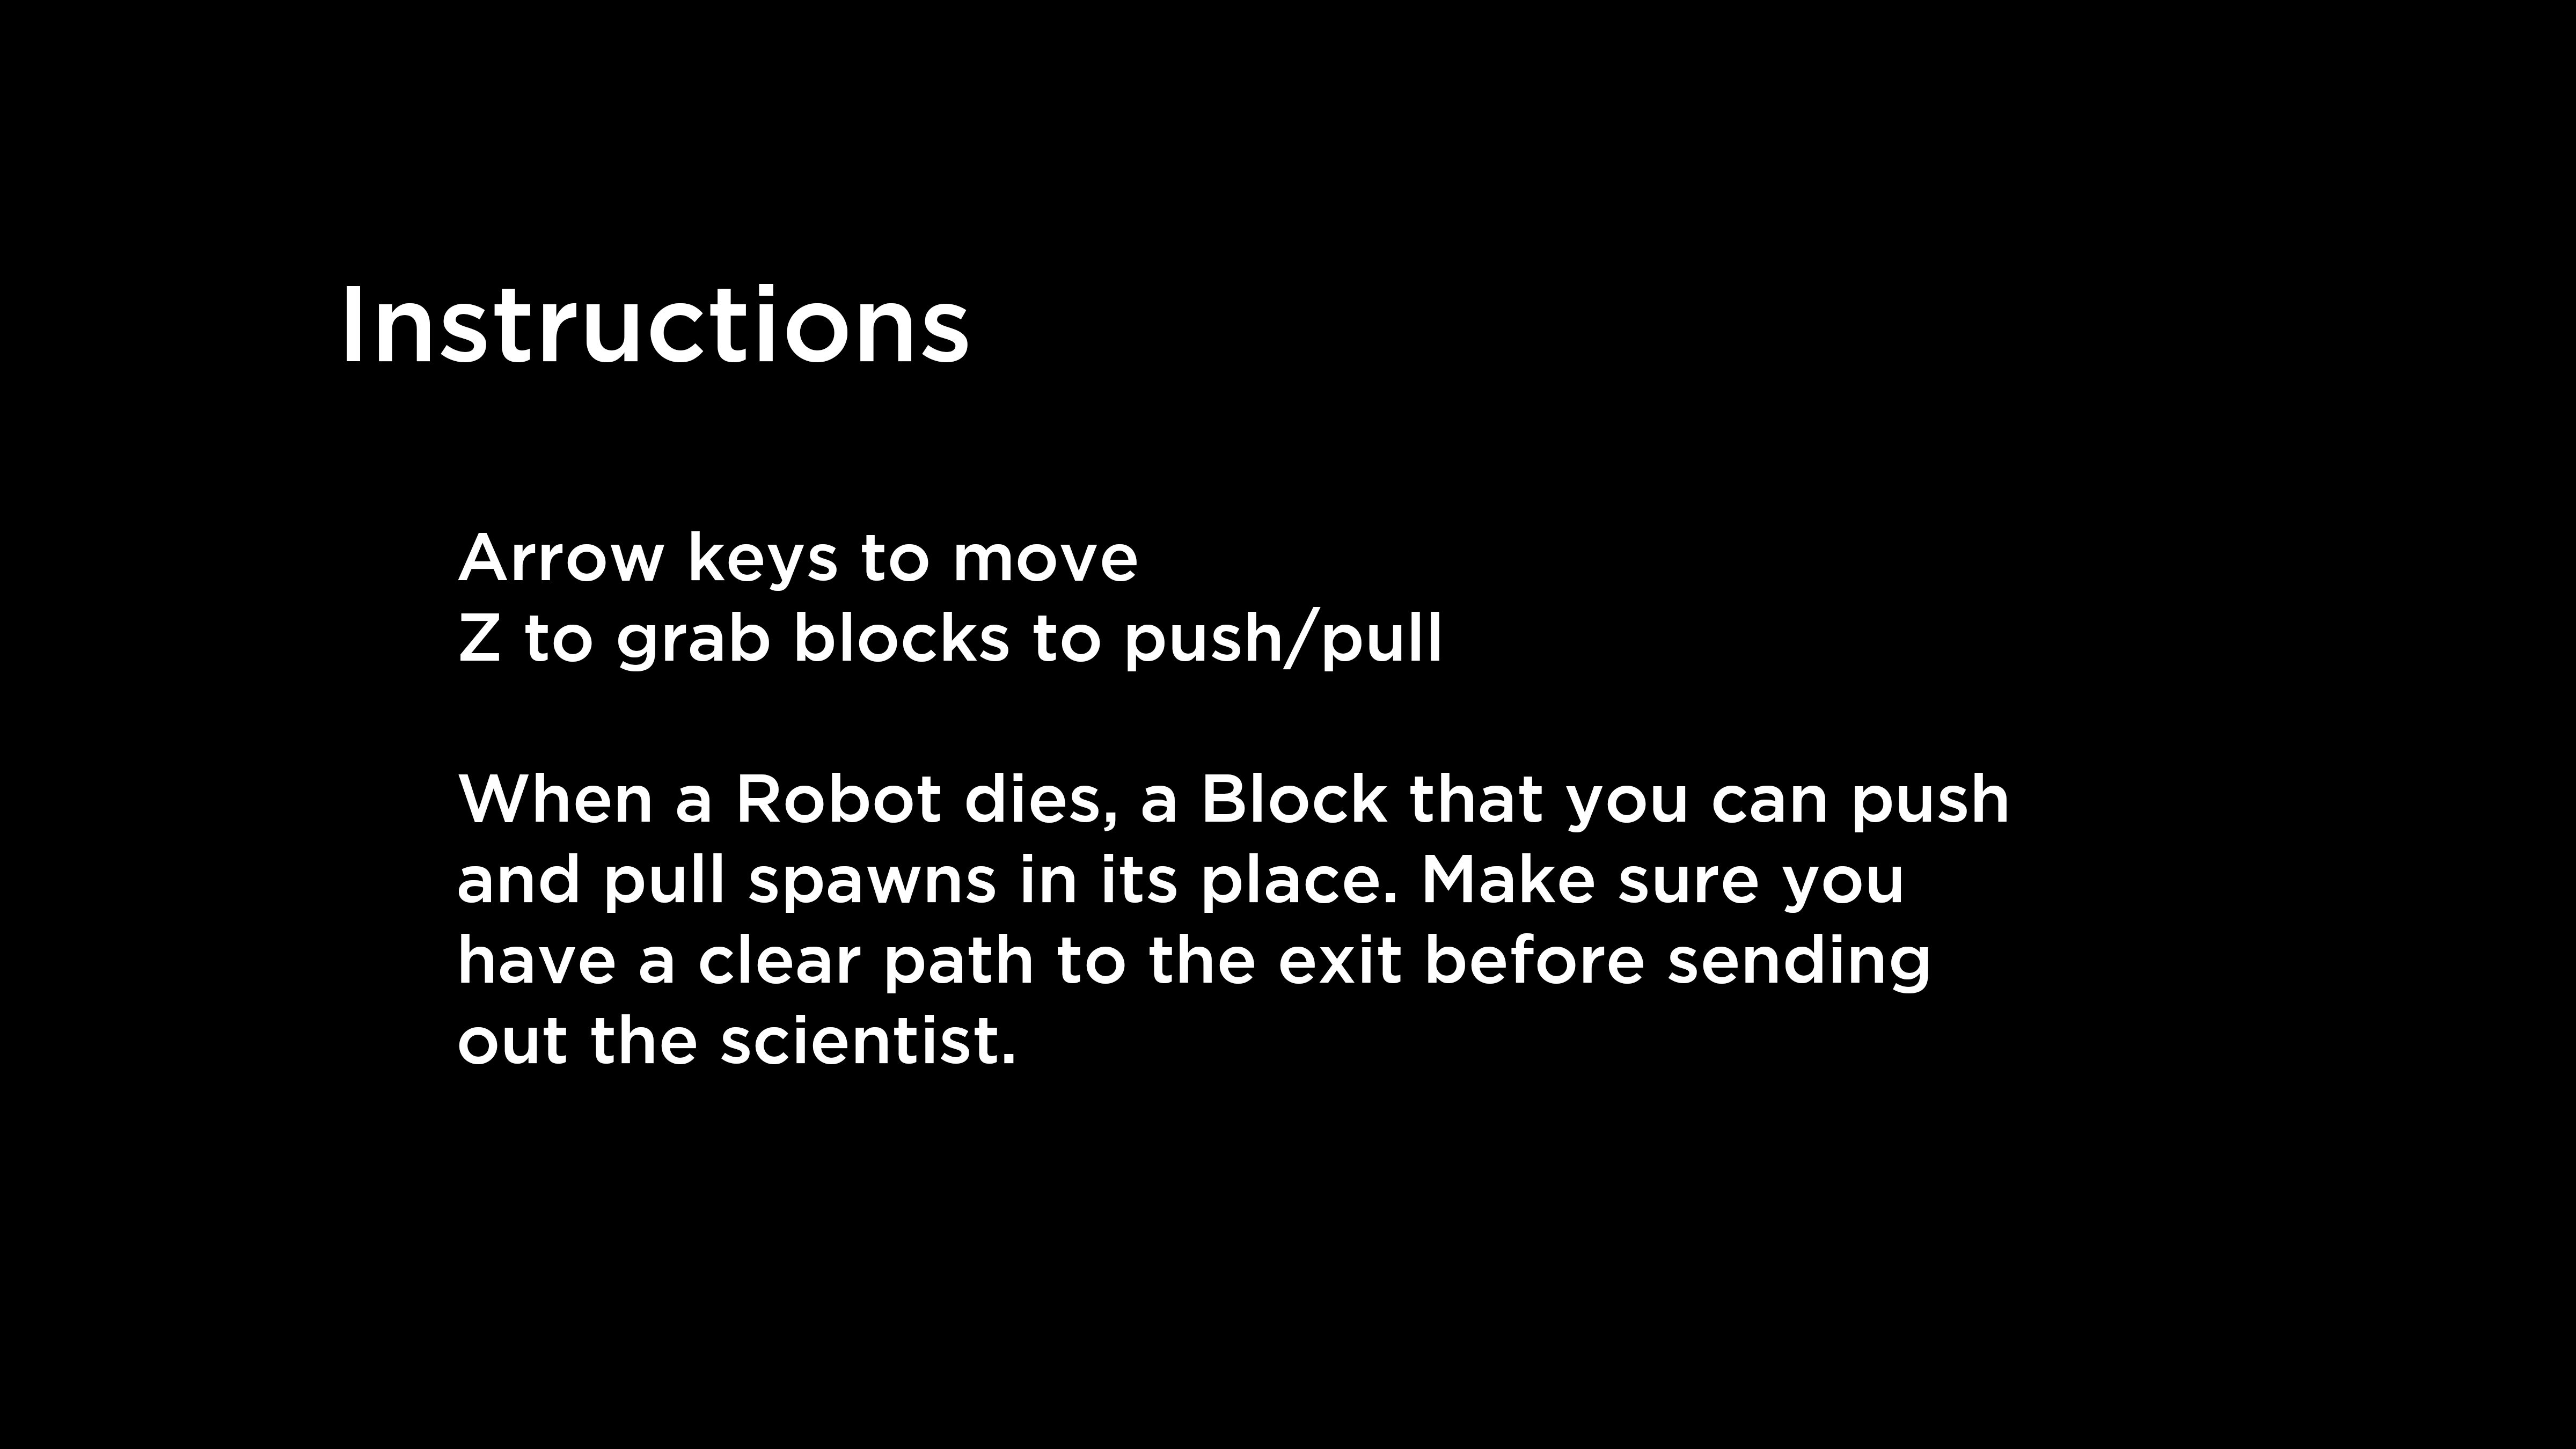 Instructions
Arrow keys to move
Z to grab blocks to push/pull
When a Robot dies, a Block that you can push
and pull spawns in its place. Make sure you
have a clear path to the exit before sending
out the scientist.